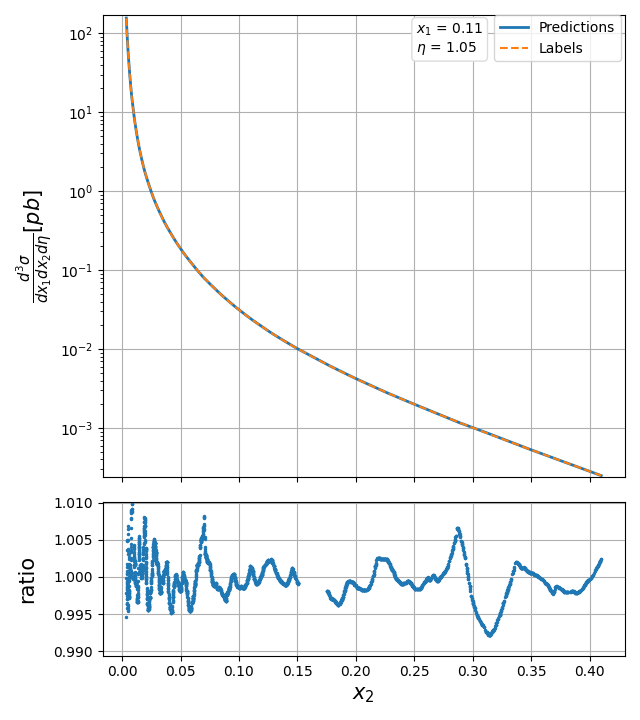 x₁ = 0.11
η = 1.05
Predictions
Labels
10²
10¹
10⁰
10⁻¹
10⁻²
10⁻³
d³σ
dx₁dx₂dη
[pb]
1.010
1.005
1.000
0.995
0.990
ratio
0.00 0.05 0.10 0.15 0.20 0.25 0.30 0.35 0.40
x₂